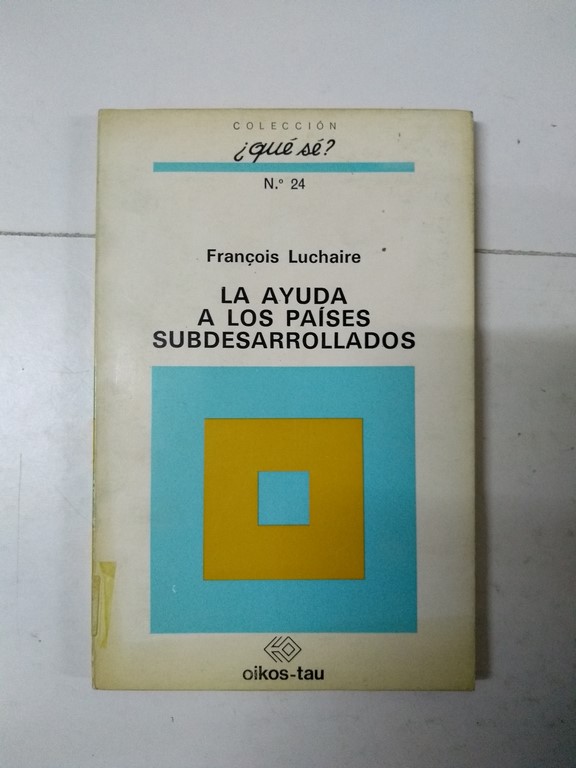 COLECCIÓN
¿qué sé?
N.° 24
François Luchaire
LA AYUDA
A LOS PAÍSES
SUBDESARROLLADOS
oikos-tau